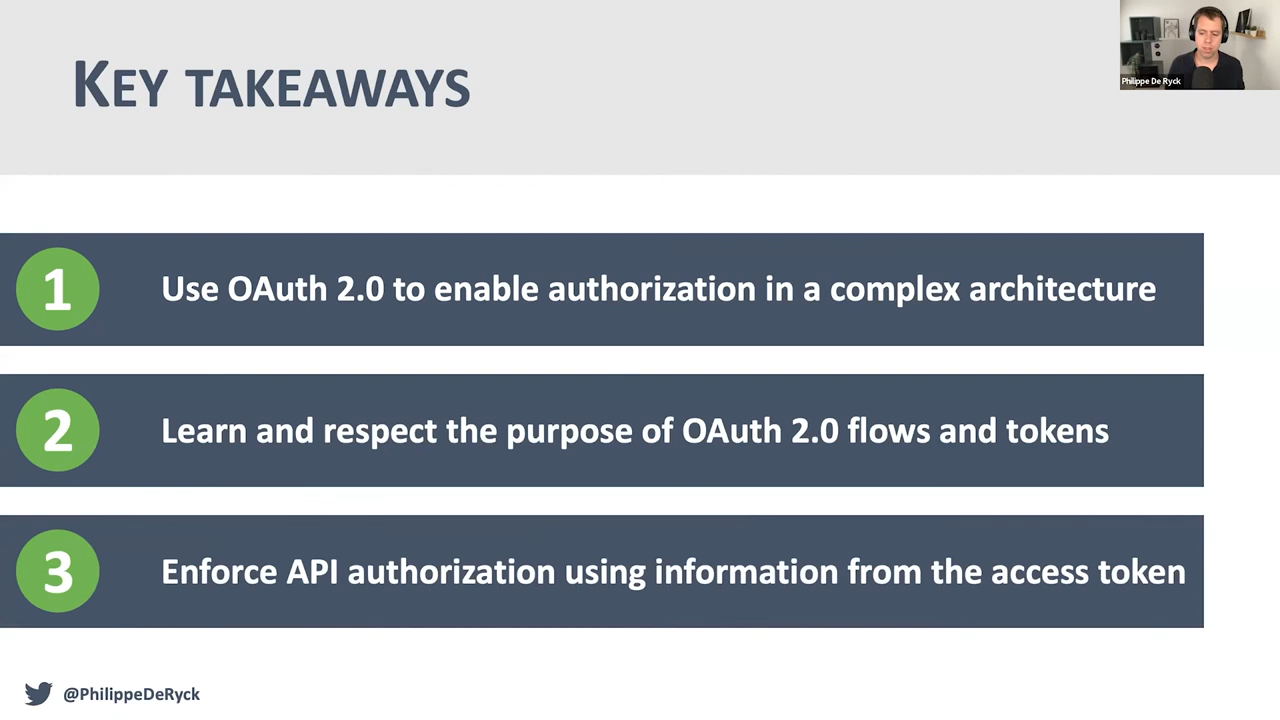 KEY TAKEAWAYS
Philippe De Ryck
1
Use OAuth 2.0 to enable authorization in a complex architecture
2
Learn and respect the purpose of OAuth 2.0 flows and tokens
3
Enforce API authorization using information from the access token
@PhilippeDeRyck